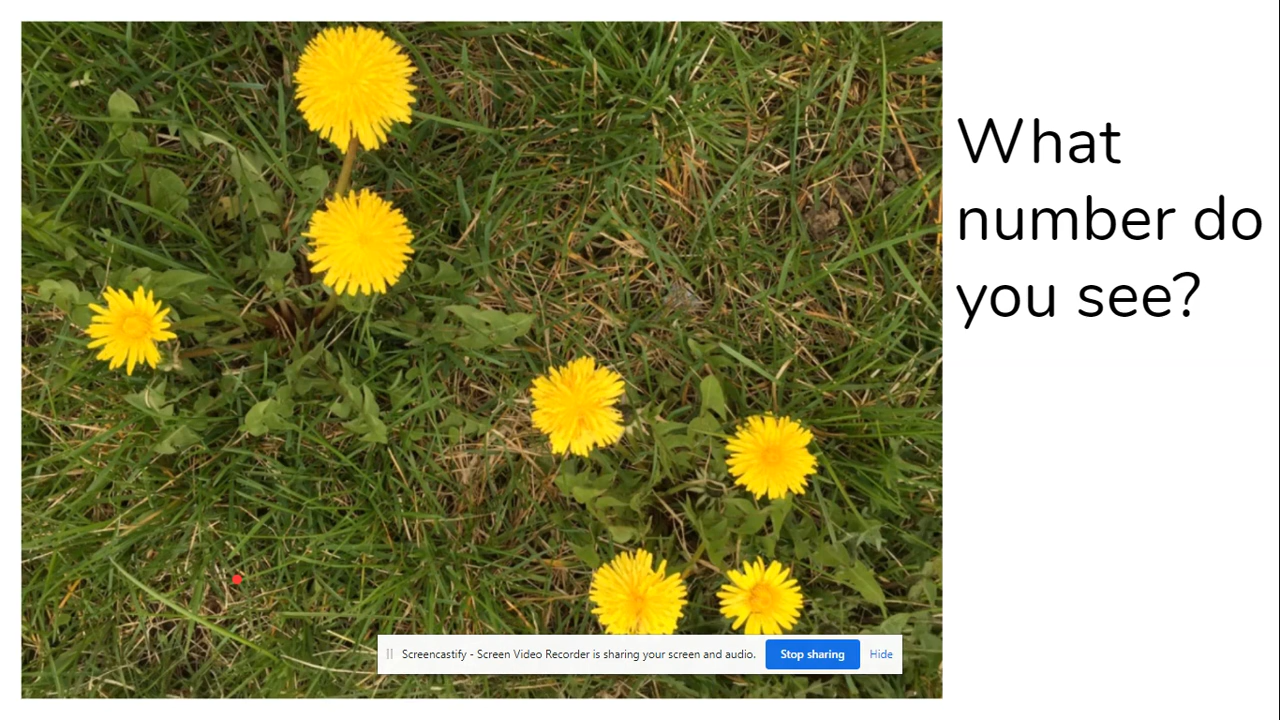 What
number do
you see?
Screencastify - Screen Video Recorder is sharing your screen and audio. Stop sharing Hide